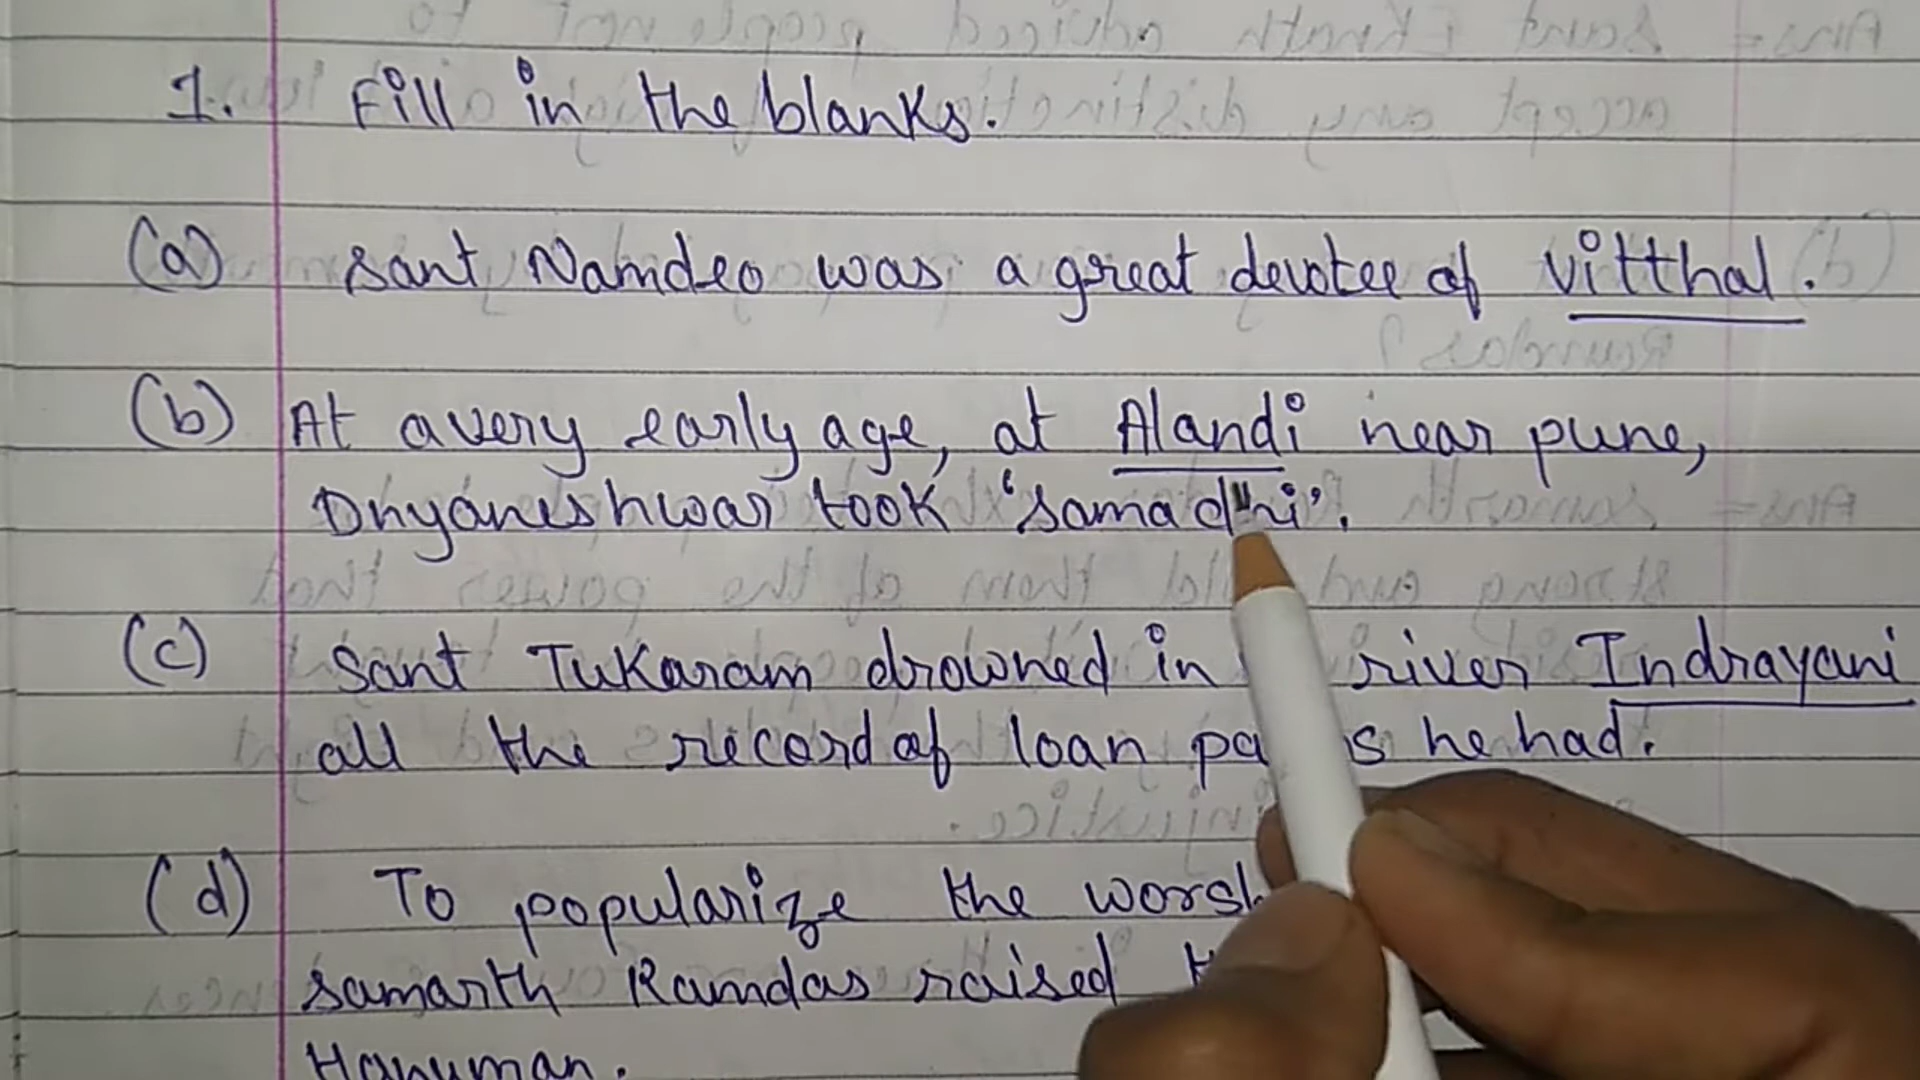 1. Fill in the blanks.
(a) Sant Namdeo was a great devotee of Vitthal.
(b) At a very early age, at Alandi near pune,
Dnyaneshwar took 'samadhi'.
(c) Sant Tukaram drowned in river Indrayani
all the record of loan he had.
(d) To popularize the
samarth Ramdas raised
Hanuman.